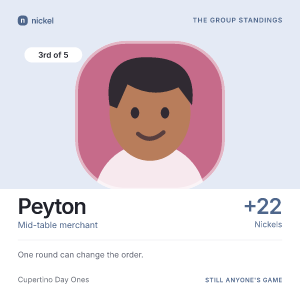 n nickel
THE GROUP STANDINGS
3rd of 5
Peyton
+22
Mid-table merchant
Nickels
One round can change the order.
Cupertino Day Ones
STILL ANYONE'S GAME